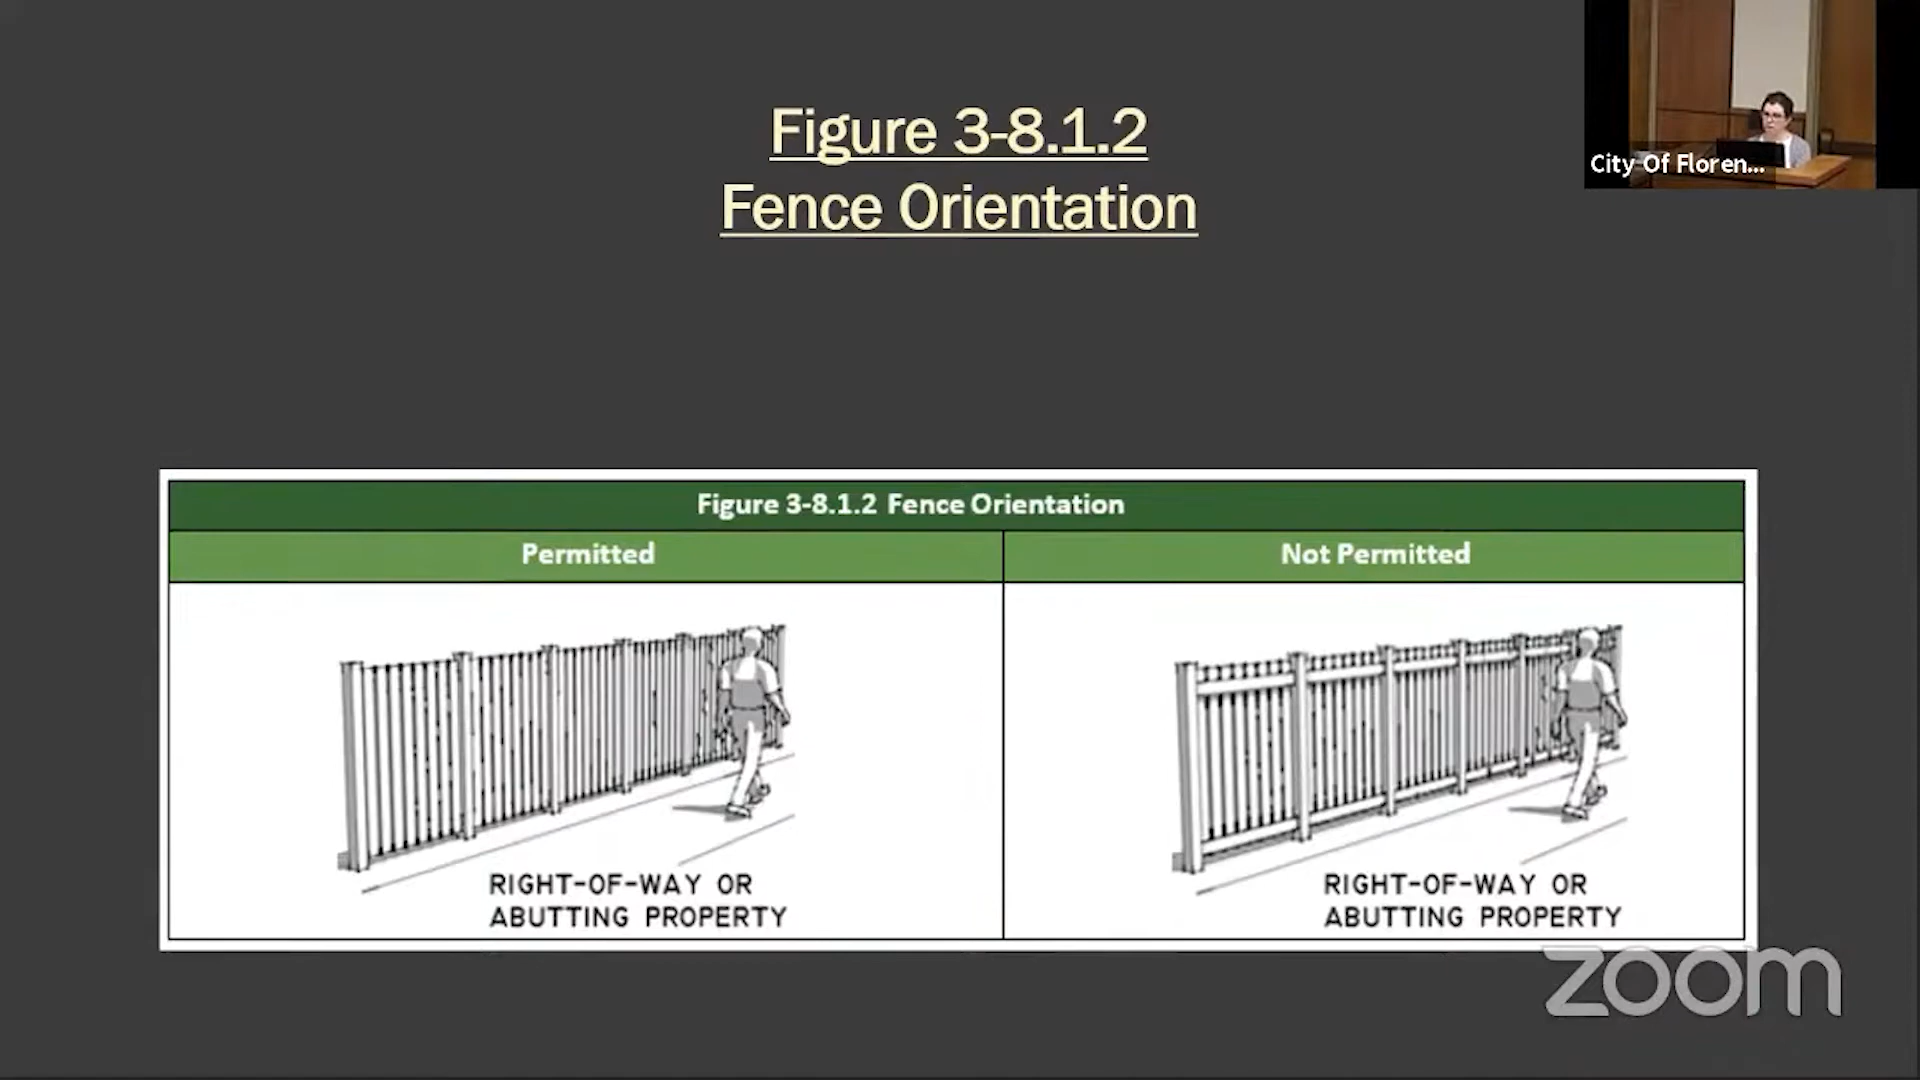 Figure 3-8.1.2
Fence Orientation
City Of Floren...
Figure 3-8.1.2 Fence Orientation
Permitted
Not Permitted
RIGHT-OF-WAY OR
ABUTTING PROPERTY
RIGHT-OF-WAY OR
ABUTTING PROPERTY
zoom